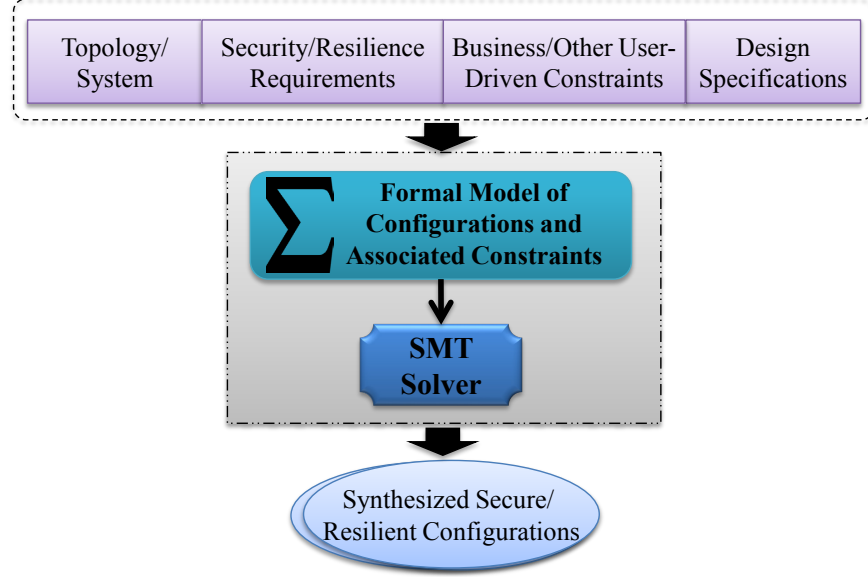 Topology/
System
Security/Resilience
Requirements
Business/Other User-
Driven Constraints
Design
Specifications
Σ
Formal Model of
Configurations and
Associated Constraints
SMT
Solver
Synthesized Secure/
Resilient Configurations